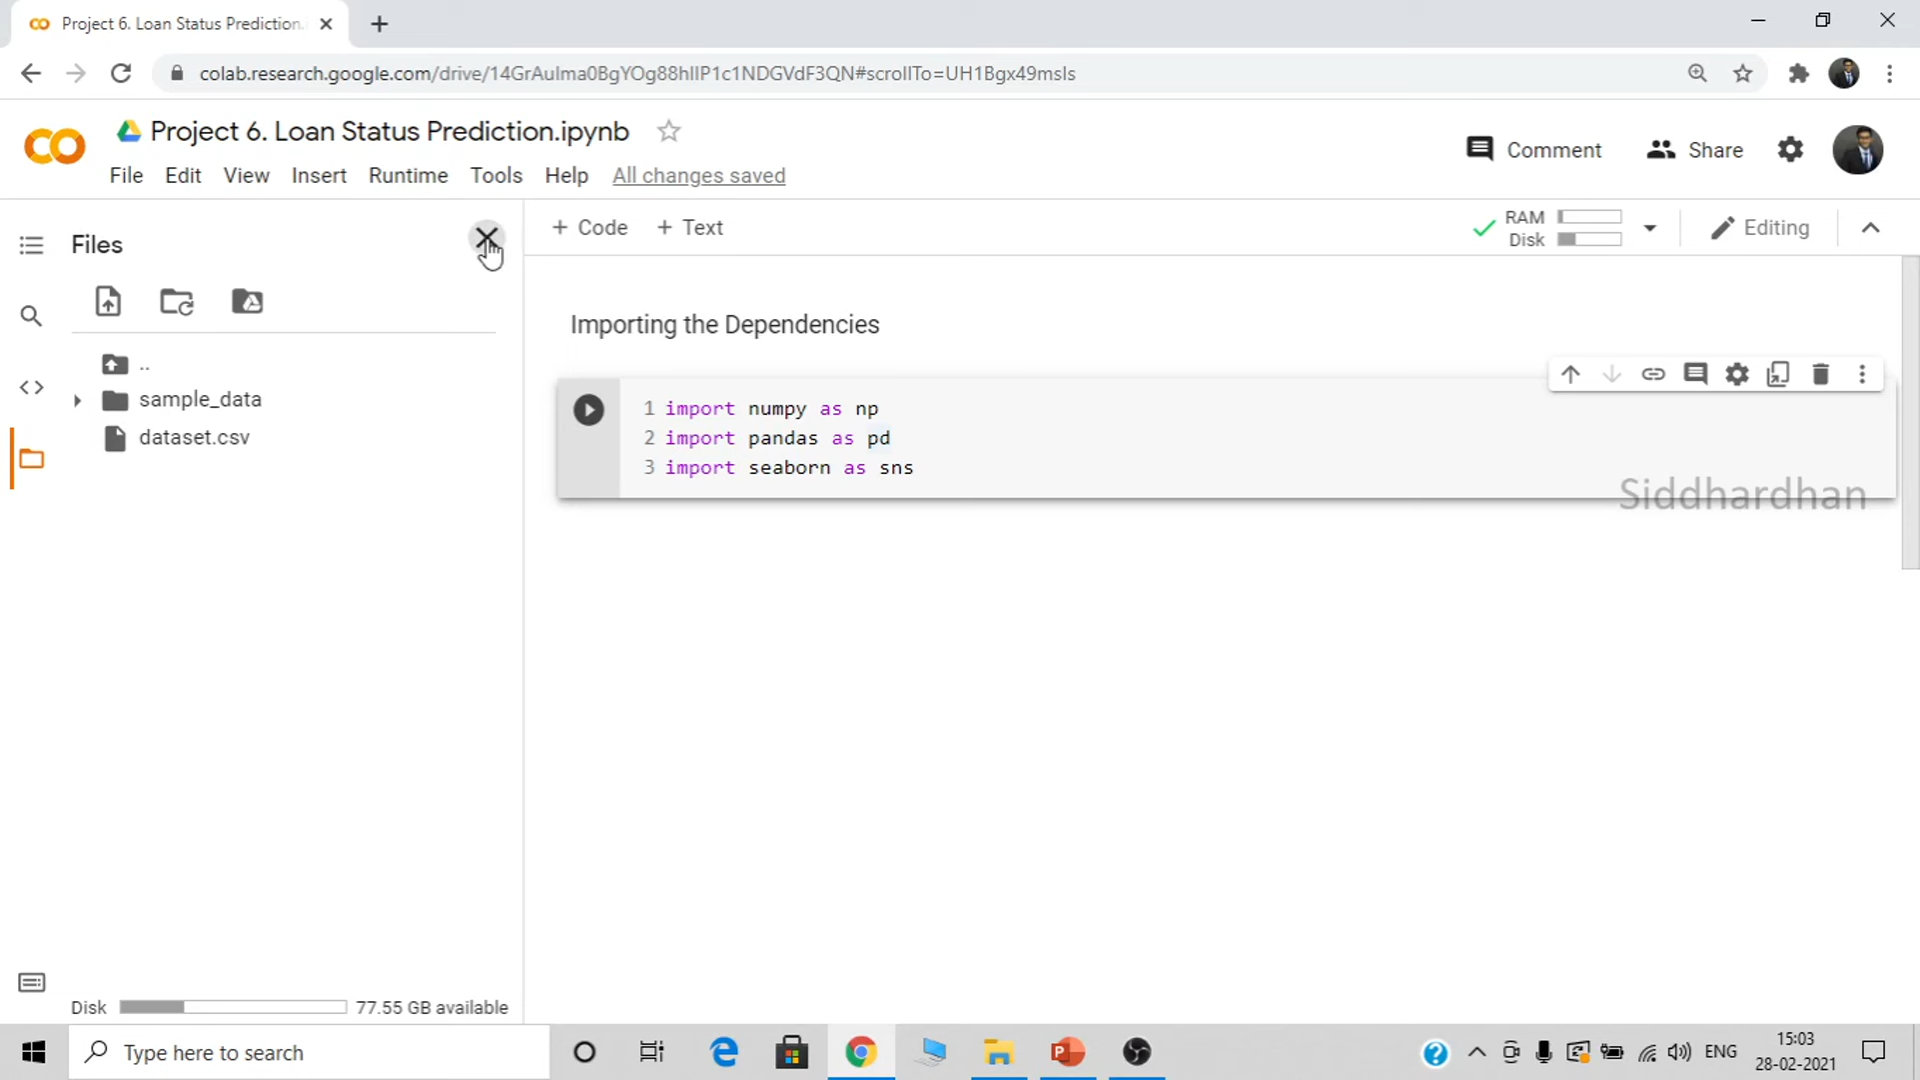 Project 6. Loan Status Prediction.
colab.research.google.com/drive/14GrAulma0BgYOg88hllP1c1NDGVdF3QN#scrollTo=UH1Bgx49msls
Project 6. Loan Status Prediction.ipynb
Comment
Share
File Edit View Insert Runtime Tools Help All changes saved
Files
+ Code + Text
RAM
Disk
Editing
Importing the Dependencies
..
sample_data
dataset.csv
1 import numpy as np
2 import pandas as pd
3 import seaborn as sns
Siddhardhan
Disk 77.55 GB available
Type here to search
ENG
15:03
28-02-2021